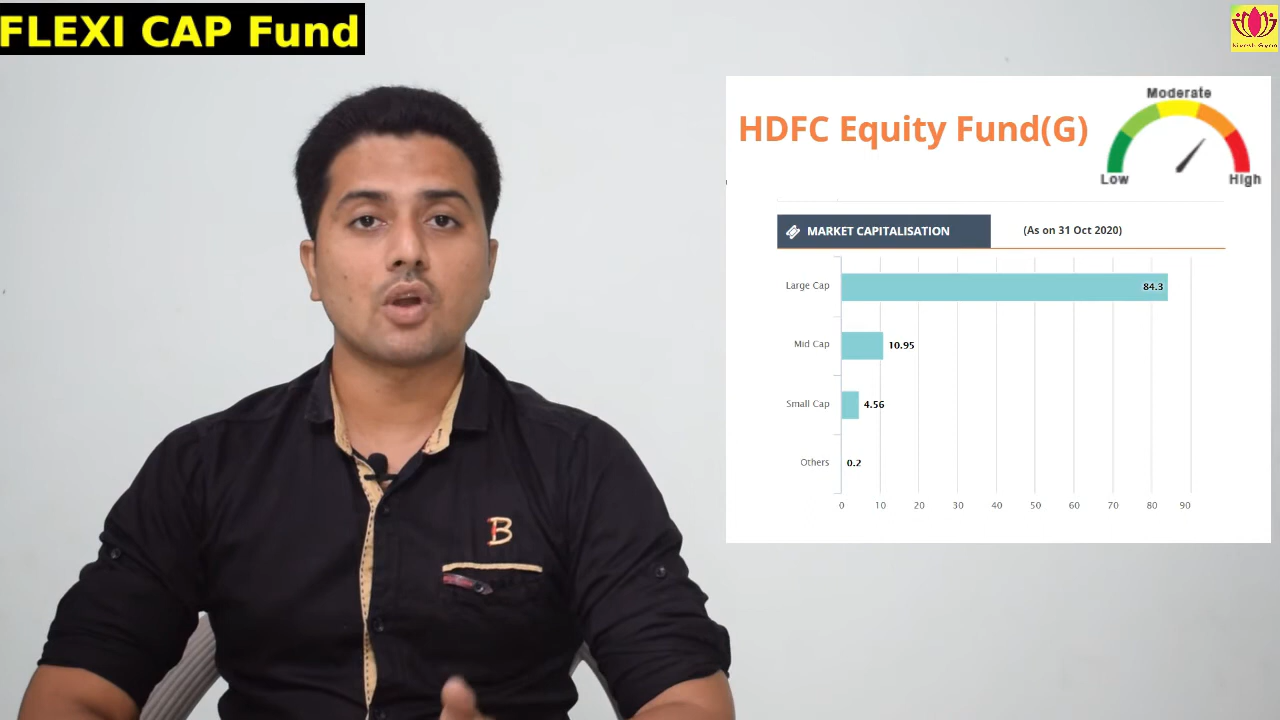 FLEXI CAP Fund
Moderate
HDFC Equity Fund(G)
Low
High
MARKET CAPITALISATION
(As on 31 Oct 2020)
Large Cap
84.3
Mid Cap
10.95
Small Cap
4.56
Others
0.2
0 10 20 30 40 50 60 70 80 90
B